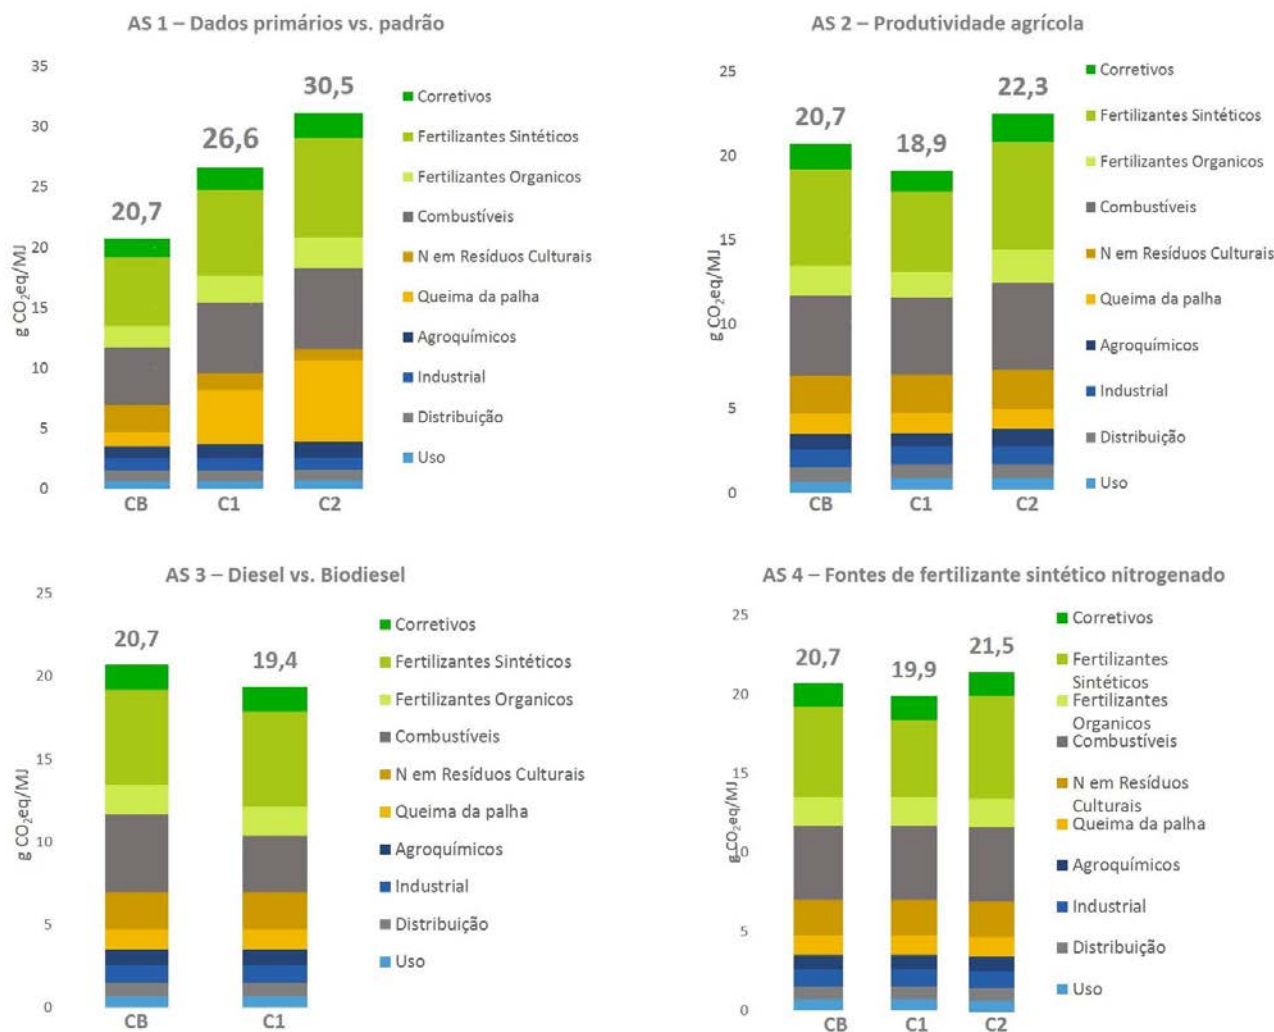 AS 1 – Dados primários vs. padrão
g CO₂eq/MJ
35
30
25
20
15
10
5
0
20,7
26,6
30,5
CB
C1
C2
Corretivos
Fertilizantes Sintéticos
Fertilizantes Organicos
Combustíveis
N em Resíduos Culturais
Queima da palha
Agroquímicos
Industrial
Distribuição
Uso
AS 2 – Produtividade agrícola
g CO₂eq/MJ
25
20
15
10
5
0
20,7
18,9
22,3
CB
C1
C2
Corretivos
Fertilizantes Sintéticos
Fertilizantes Organicos
Combustíveis
N em Resíduos Culturais
Queima da palha
Agroquímicos
Industrial
Distribuição
Uso
AS 3 – Diesel vs. Biodiesel
g CO₂eq/MJ
25
20
15
10
5
0
20,7
19,4
CB
C1
Corretivos
Fertilizantes Sintéticos
Fertilizantes Organicos
Combustíveis
N em Resíduos Culturais
Queima da palha
Agroquímicos
Industrial
Distribuição
Uso
AS 4 – Fontes de fertilizante sintético nitrogenado
g CO₂eq/MJ
25
20
15
10
5
0
20,7
19,9
21,5
CB
C1
C2
Corretivos
Fertilizantes
Sintéticos
Fertilizantes
Organicos
Combustíveis
N em Resíduos
Culturais
Queima da palha
Agroquímicos
Industrial
Distribuição
Uso